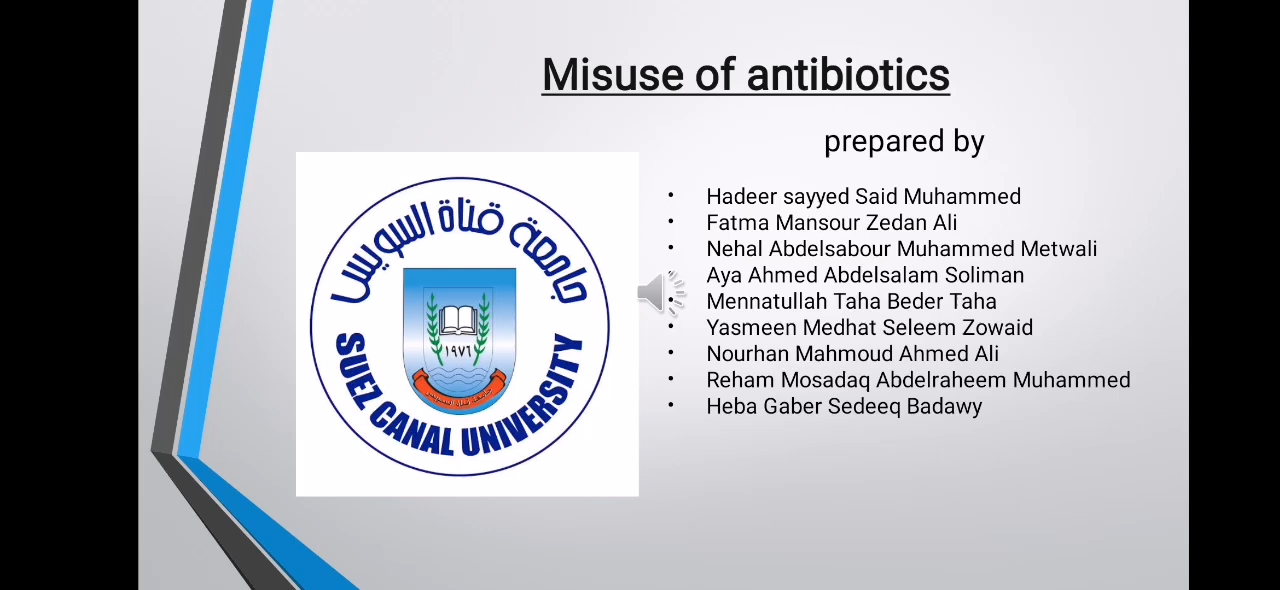 Misuse of antibiotics
prepared by
جامعة قناة السويس
١٩٧٦
SUEZ CANAL UNIVERSITY
• Hadeer sayyed Said Muhammed
• Fatma Mansour Zedan Ali
• Nehal Abdelsabour Muhammed Metwali
• Aya Ahmed Abdelsalam Soliman
• Mennatullah Taha Beder Taha
• Yasmeen Medhat Seleem Zowaid
• Nourhan Mahmoud Ahmed Ali
• Reham Mosadaq Abdelraheem Muhammed
• Heba Gaber Sedeeq Badawy